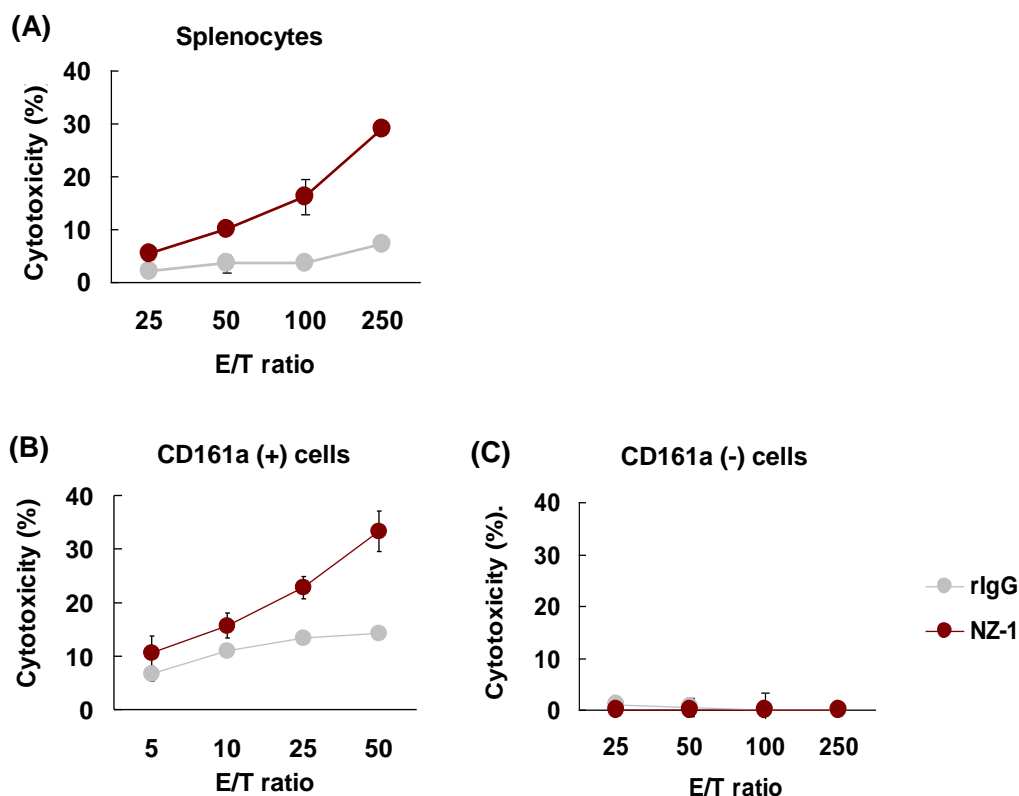 (A)
Splenocytes
Cytotoxicity (%)
40
30
20
10
0
25 50 100 250
E/T ratio
(B)
CD161a (+) cells
Cytotoxicity (%)
40
30
20
10
0
5 10 25 50
E/T ratio
(C)
CD161a (-) cells
Cytotoxicity (%).
40
30
20
10
0
25 50 100 250
E/T ratio
rIgG
NZ-1